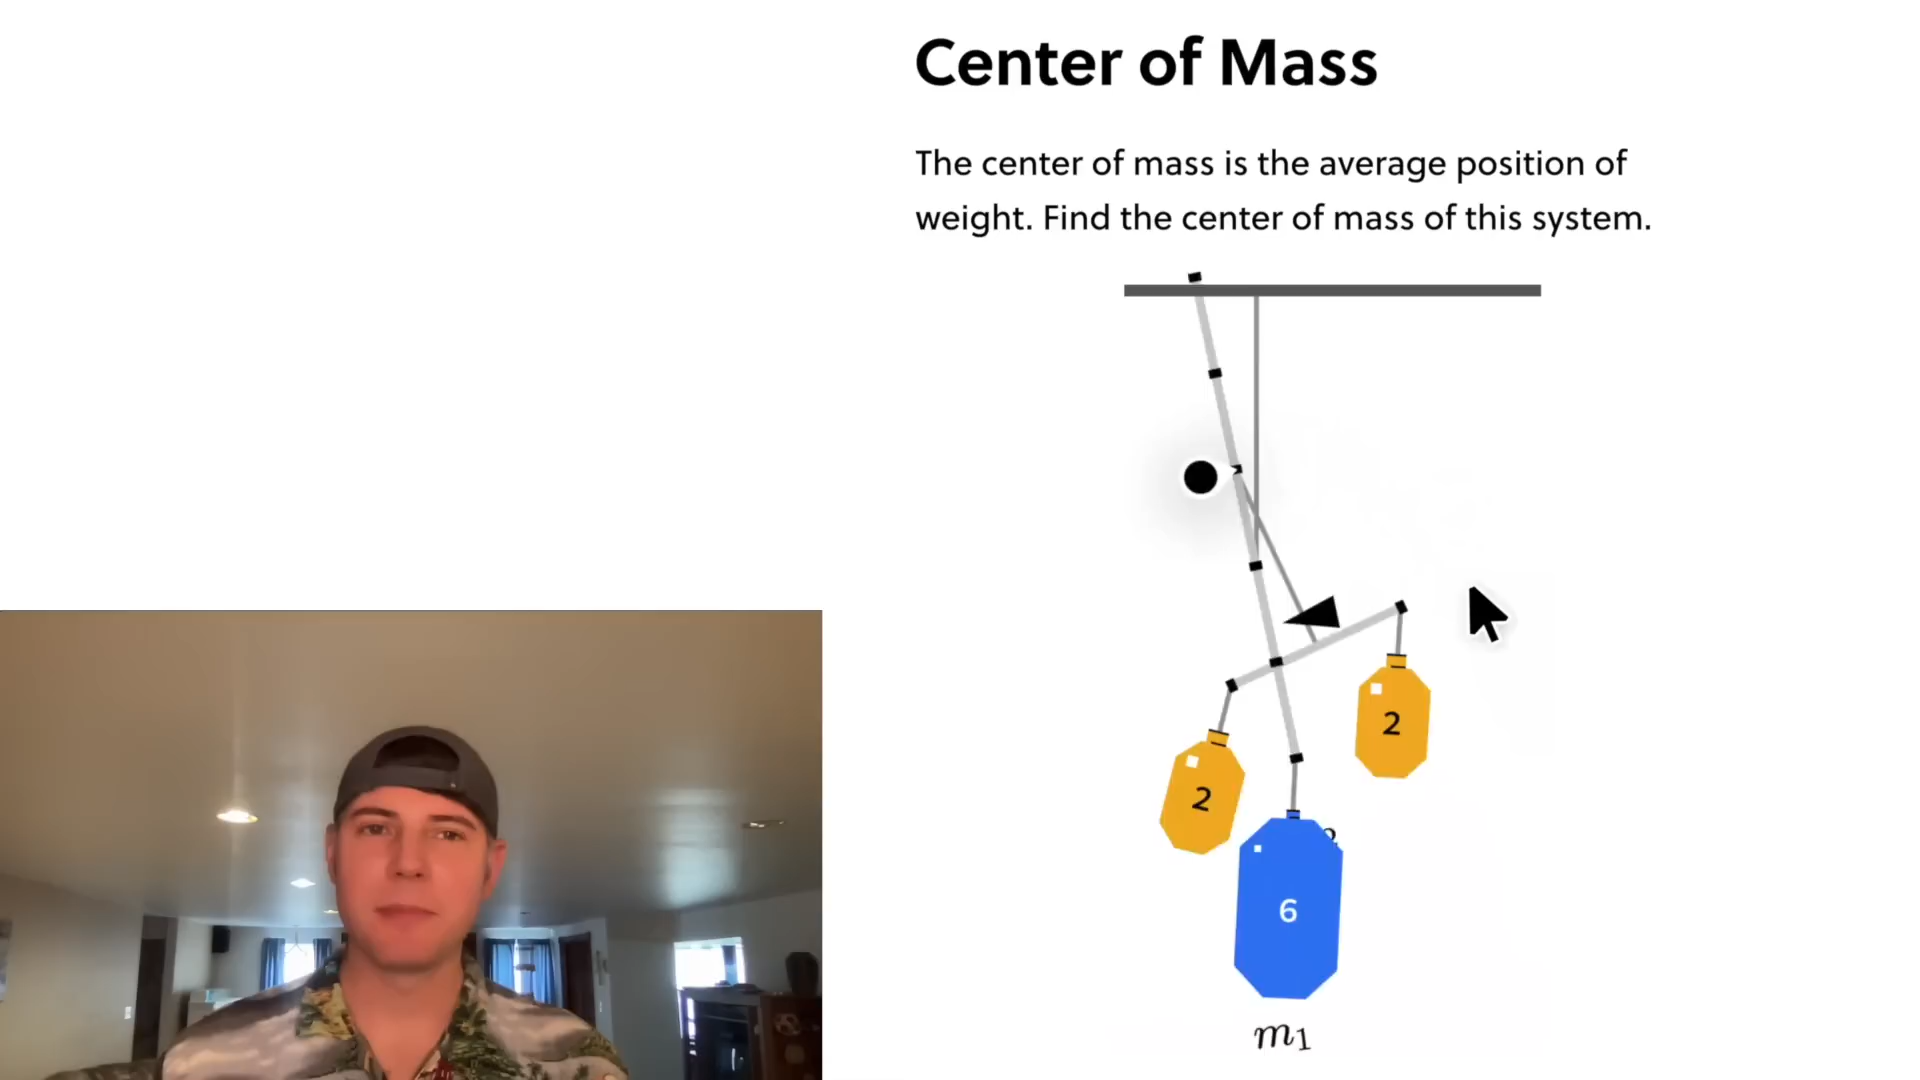 Center of Mass
The center of mass is the average position of
weight. Find the center of mass of this system.
2
2
6
m₁